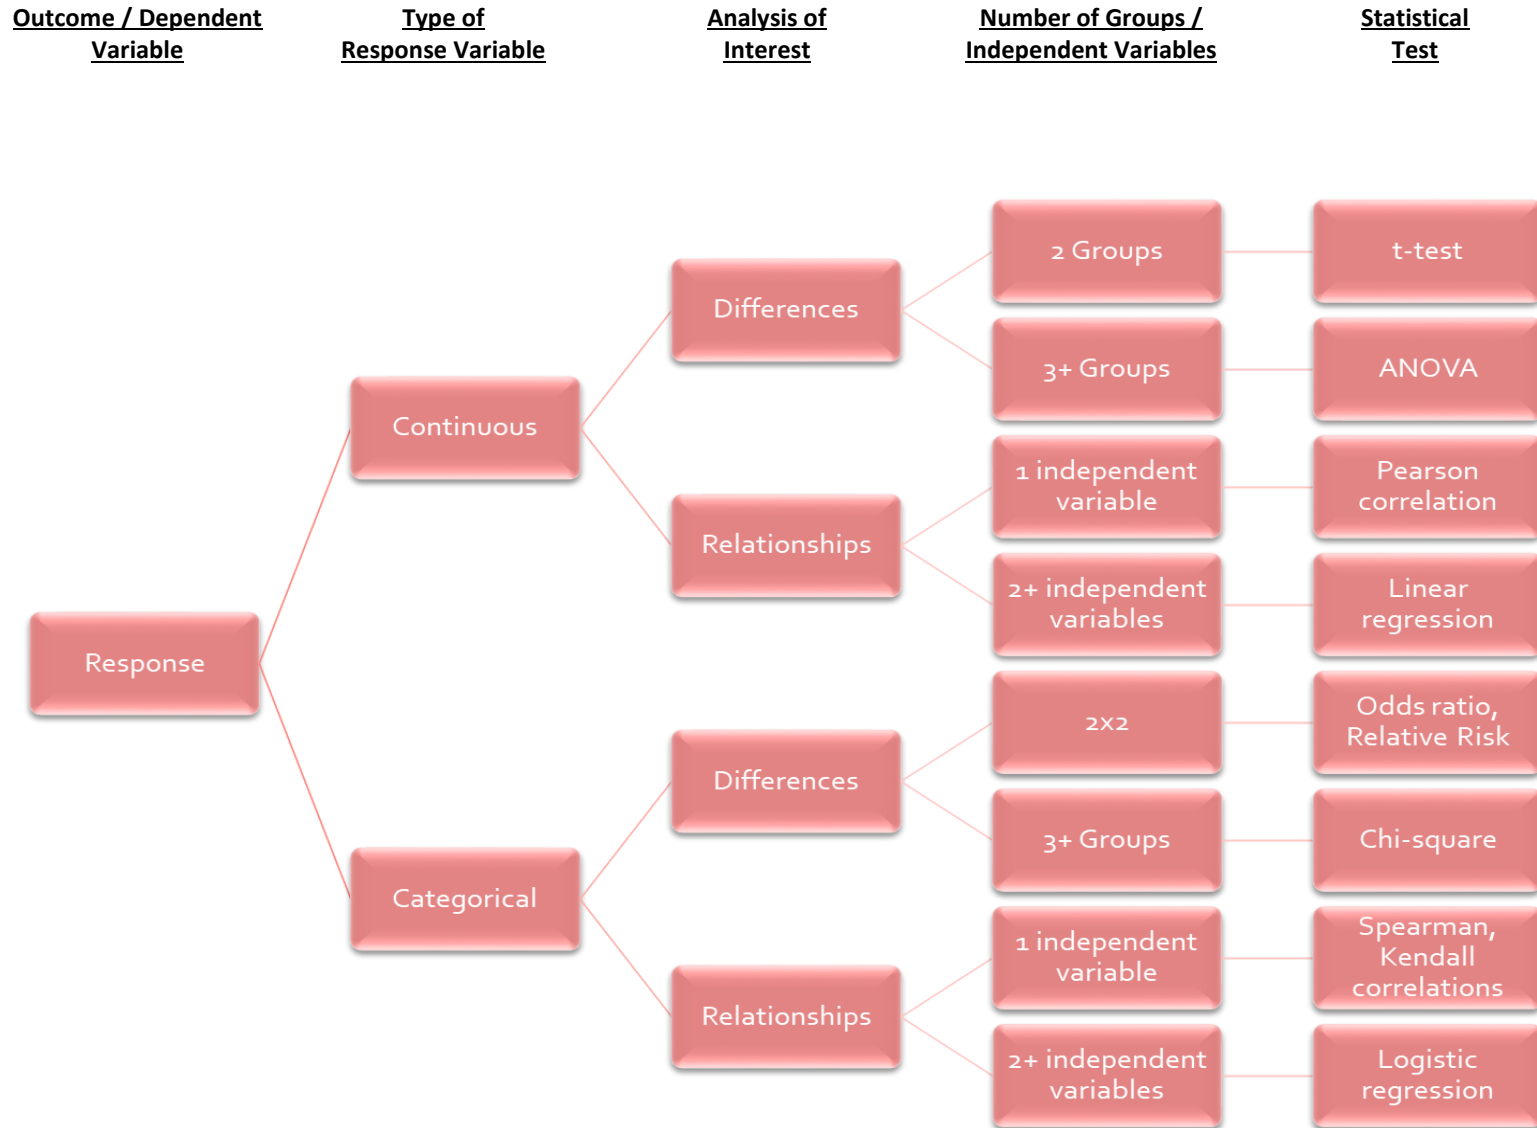 Outcome / Dependent
Variable
Type of
Response Variable
Analysis of
Interest
Number of Groups /
Independent Variables
Statistical
Test
2 Groups
t-test
Differences
3+ Groups
ANOVA
Continuous
1 independent
variable
Pearson
correlation
Relationships
2+ independent
variables
Linear
regression
Response
2x2
Odds ratio,
Relative Risk
Differences
3+ Groups
Chi-square
Categorical
1 independent
variable
Spearman,
Kendall
correlations
Relationships
2+ independent
variables
Logistic
regression